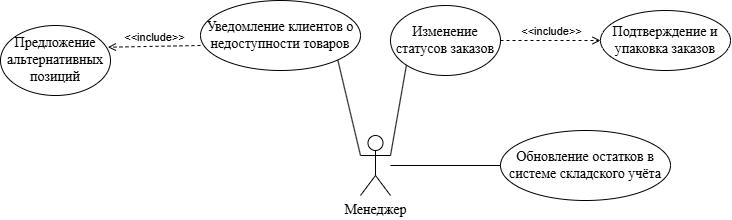 Предложение
альтернативных
позиций
<<include>>
Уведомление клиентов о
недоступности товаров
Изменение
статусов заказов
<<include>>
Подтверждение и
упаковка заказов
Обновление остатков в
системе складского учёта
Менеджер